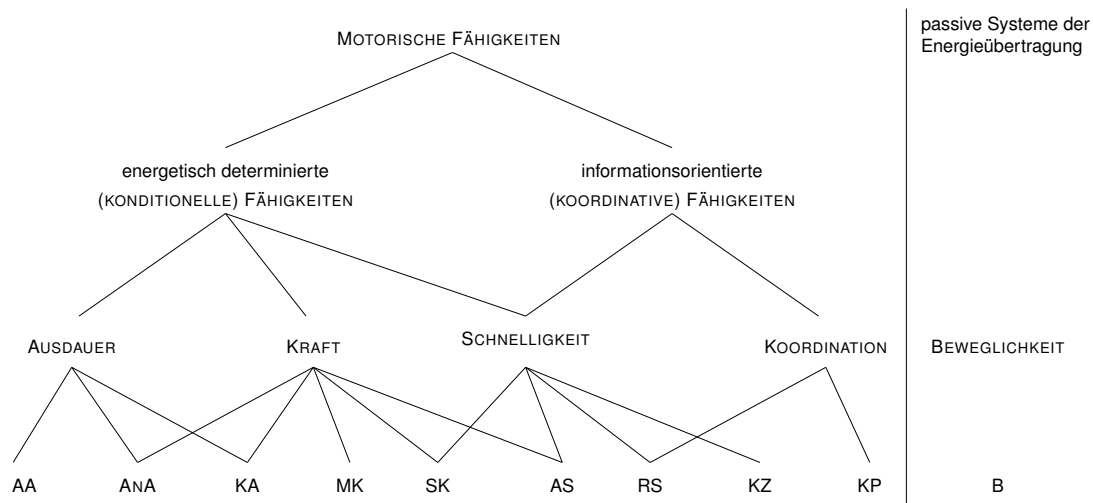 passive Systeme der
Energieübertragung
MOTORISCHE FÄHIGKEITEN
energetisch determinierte
(KONDITIONELLE) FÄHIGKEITEN
informationsorientierte
(KOORDINATIVE) FÄHIGKEITEN
AUSDAUER
KRAFT
SCHNELLIGKEIT
KOORDINATION
BEWEGLICHKEIT
AA
ANA
KA
MK
SK
AS
RS
KZ
KP
B